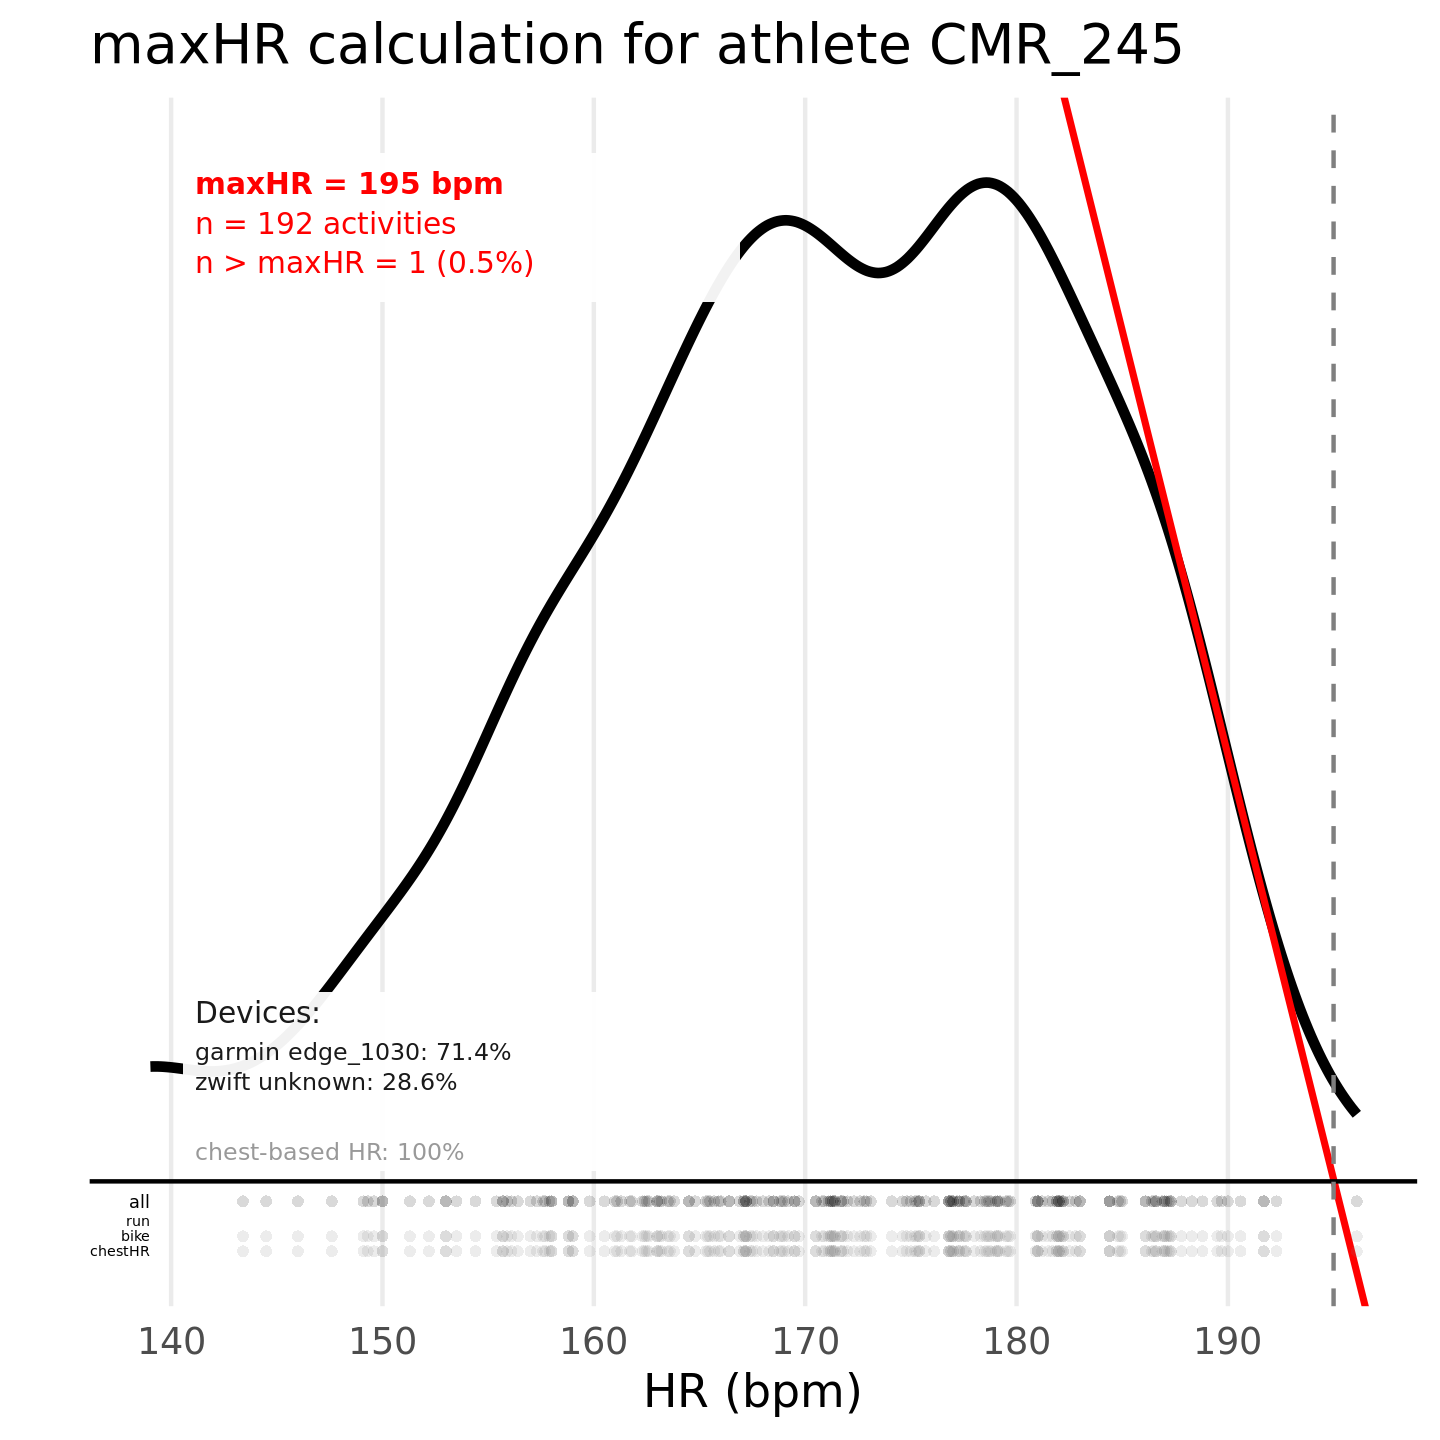 maxHR calculation for athlete CMR_245
maxHR = 195 bpm
n = 192 activities
n > maxHR = 1 (0.5%)
Devices:
garmin edge_1030: 71.4%
zwift unknown: 28.6%
chest-based HR: 100%
all
run
bike
chestHR
140 150 160 170 180 190
HR (bpm)